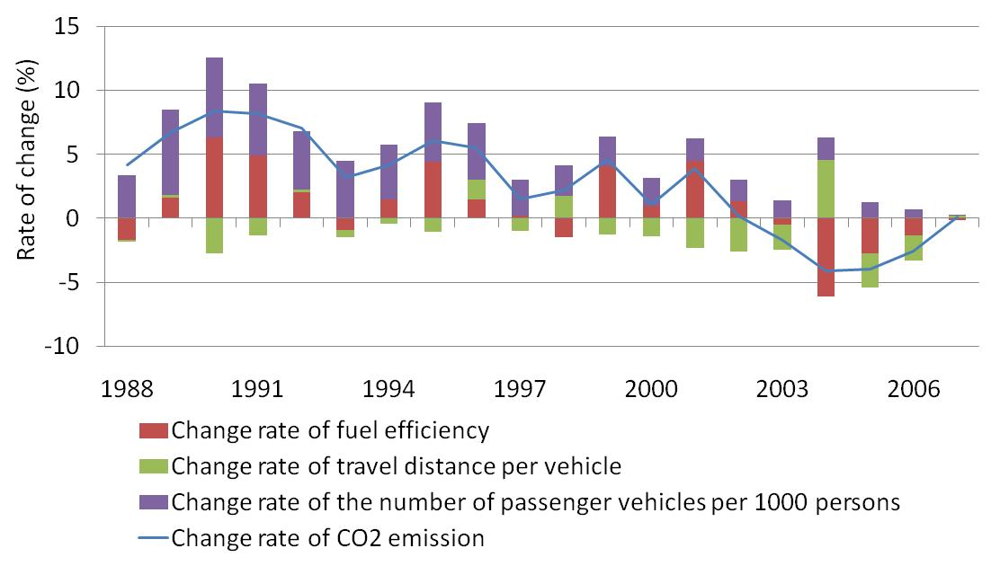 Rate of change (%)
15
10
5
0
-5
-10
1988 1991 1994 1997 2000 2003 2006
Change rate of fuel efficiency
Change rate of travel distance per vehicle
Change rate of the number of passenger vehicles per 1000 persons
Change rate of CO2 emission